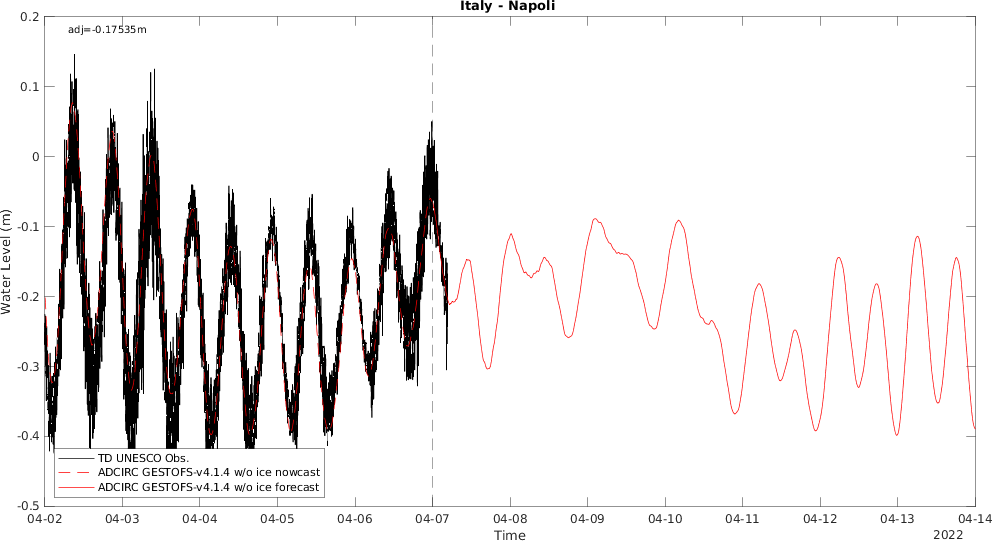 Italy - Napoli
adj=-0.17535m
0.2
0.1
0
-0.1
-0.2
-0.3
-0.4
-0.5
Water Level (m)
TD UNESCO Obs.
ADCIRC GESTOFS-v4.1.4 w/o ice nowcast
ADCIRC GESTOFS-v4.1.4 w/o ice forecast
04-02 04-03 04-04 04-05 04-06 04-07 04-08 04-09 04-10 04-11 04-12 04-13 04-14
Time
2022